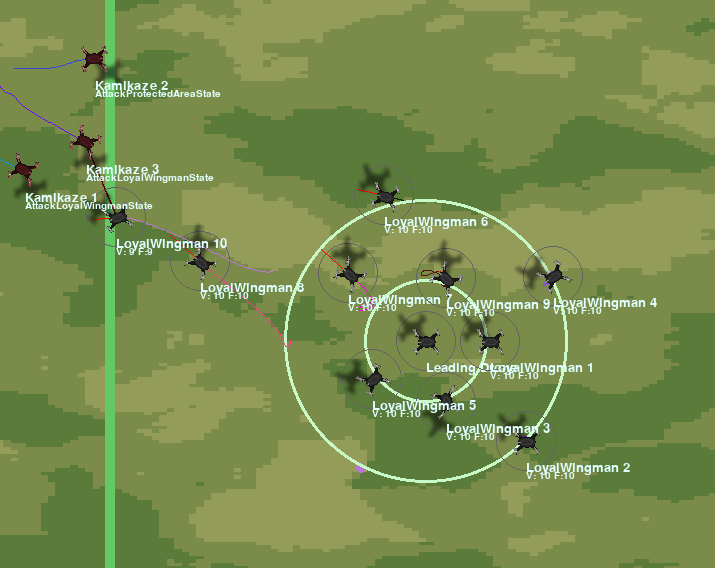 Kamikaze 2
AttackProtectedAreaState
Kamikaze 3
AttackLoyalWingmanState
Kamikaze 1
AttackLoyalWingmanState
LoyalWingman 6
V: 10 F:10
LoyalWingman 10
V: 9 F:9
LoyalWingman 8
V: 10 F:10
LoyalWingman 7
V: 10 F:10
LoyalWingman 9
V: 10 F:10
LoyalWingman 4
V: 10 F:10
Leading Drone
LoyalWingman 1
V: 10 F:10
LoyalWingman 5
V: 10 F:10
LoyalWingman 3
V: 10 F:10
LoyalWingman 2
V: 10 F:10